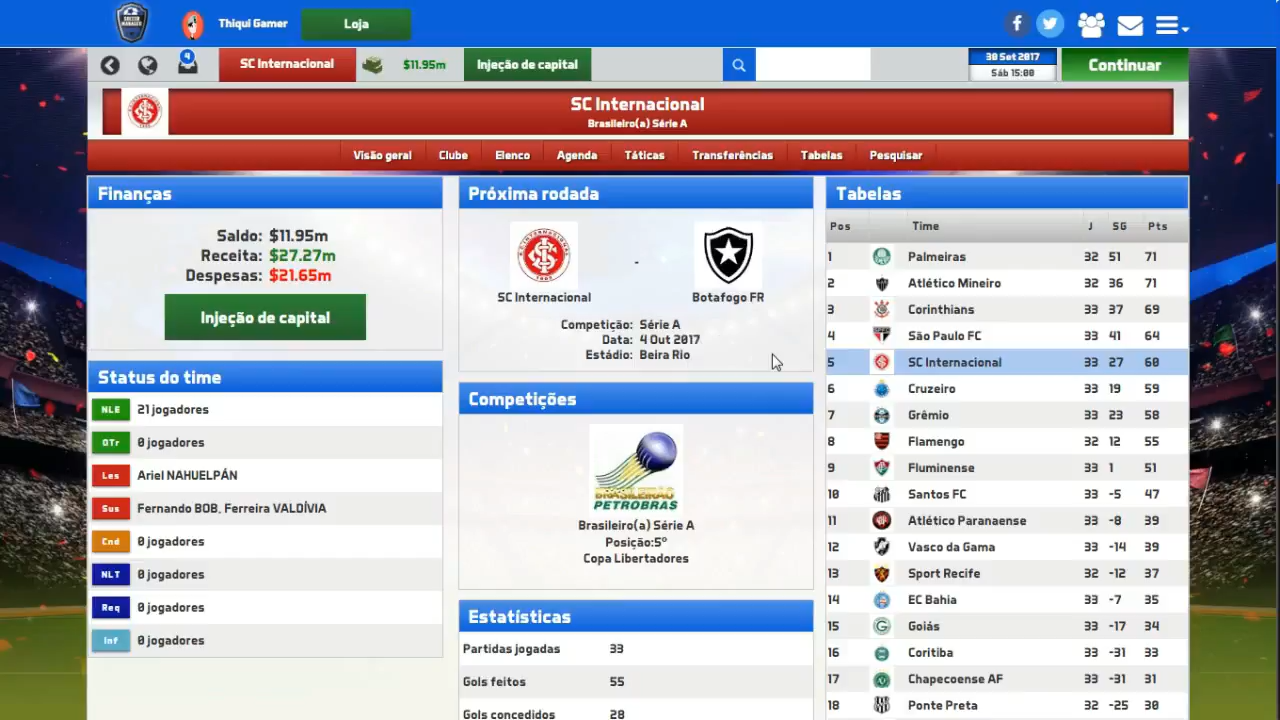 Thiqui Gamer
Loja
4
SC Internacional
$11.95m
Injeção de capital
30 Set 2017
Sáb 15:00
Continuar
SC Internacional
Brasileiro(a) Série A
Visão geral
Clube
Elenco
Agenda
Táticas
Transferências
Tabelas
Pesquisar
Finanças
Saldo: $11.95m
Receita: $27.27m
Despesas: $21.65m
Injeção de capital
Status do time
NLE 21 jogadores
OTr 0 jogadores
Les Ariel NAHUELPÁN
Sus Fernando BOB, Ferreira VALDÍVIA
Cnd 0 jogadores
NLT 0 jogadores
Req 0 jogadores
Inf 0 jogadores
Próxima rodada
-
SC Internacional
Botafogo FR
Competição: Série A
Data: 4 Out 2017
Estádio: Beira Rio
Competições
BRASILEIRÃO
PETROBRAS
Brasileiro(a) Série A
Posição:5º
Copa Libertadores
Estatísticas
Partidas jogadas 33
Gols feitos 55
Gols concedidos 28
Tabelas
Pos Time J SG Pts
1 Palmeiras 32 51 71
2 Atlético Mineiro 32 36 71
3 Corinthians 33 37 69
4 São Paulo FC 33 41 64
5 SC Internacional 33 27 60
6 Cruzeiro 33 19 59
7 Grêmio 33 23 58
8 Flamengo 32 12 55
9 Fluminense 33 1 51
10 Santos FC 33 -5 47
11 Atlético Paranaense 33 -8 39
12 Vasco da Gama 33 -14 39
13 Sport Recife 32 -12 37
14 EC Bahia 33 -7 35
15 Goiás 33 -17 34
16 Coritiba 33 -31 33
17 Chapecoense AF 33 -31 31
18 Ponte Preta 32 -25 30